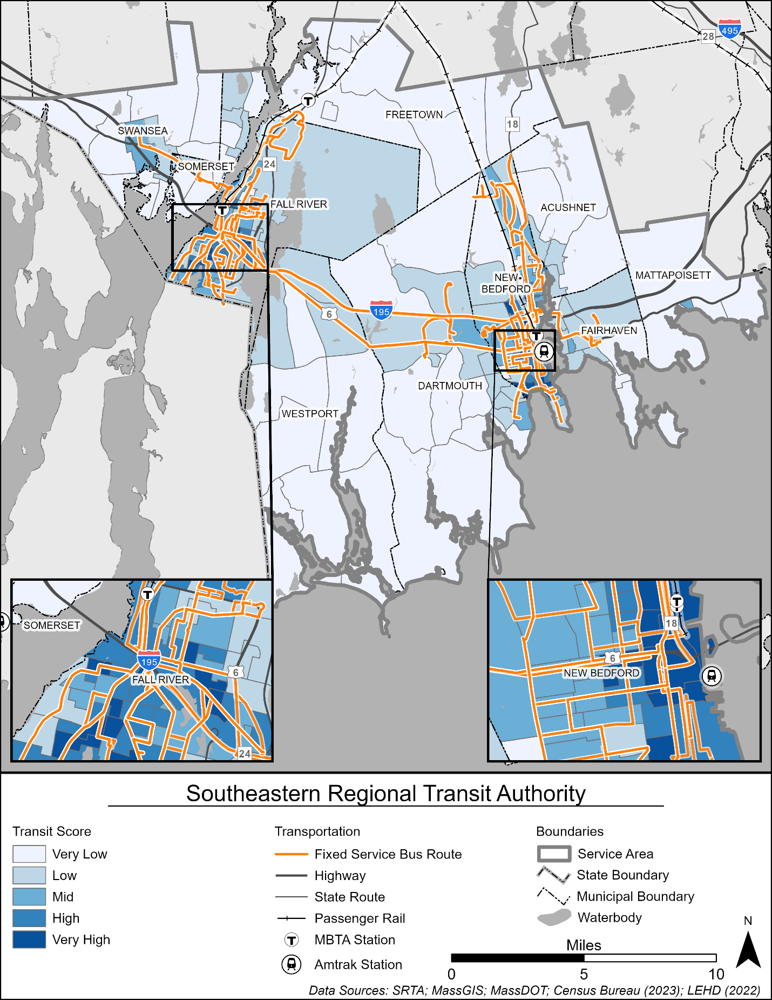 495
28
FREETOWN
18
SWANSEA
24
SOMERSET
T
FALL RIVER
T
ACUSHNET
NEW
BEDFORD
MATTAPOISETT
195
6
FAIRHAVEN
T
DARTMOUTH
WESTPORT
T
SOMERSET
195
FALL RIVER
6
24
T
18
6
NEW BEDFORD
Southeastern Regional Transit Authority
Transit Score
Very Low
Low
Mid
High
Very High
Transportation
Fixed Service Bus Route
Highway
State Route
Passenger Rail
T MBTA Station
Amtrak Station
Boundaries
Service Area
State Boundary
Municipal Boundary
Waterbody
N
Miles
0 5 10
Data Sources: SRTA; MassGIS; MassDOT; Census Bureau (2023); LEHD (2022)